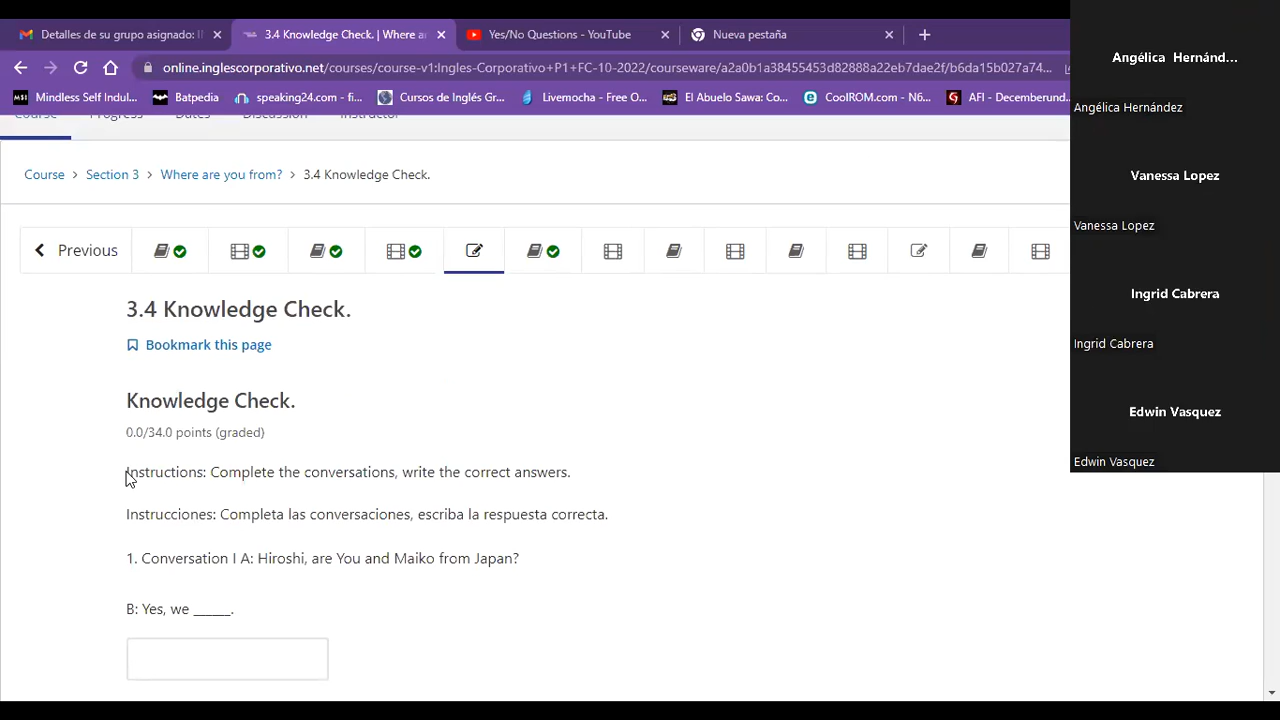 Detalles de su grupo asignado: I
3.4 Knowledge Check. | Where a
Yes/No Questions - YouTube
Nueva pestaña
online.inglescorporativo.net/courses/course-v1:Ingles-Corporativo+P1+FC-10-2022/courseware/a2a0b1a38455453d82888a22eb7dae2f/b6da15b027a74...
Mindless Self Indul...
Batpedia
speaking24.com - fi...
Cursos de Inglés Gr...
Livemocha - Free O...
El Abuelo Sawa: Co...
CoolROM.com - N6...
AFI - Decemberund...
Course
Progress
Dates
Discussion
Instructor
Course > Section 3 > Where are you from? > 3.4 Knowledge Check.
Previous
3.4 Knowledge Check.
Bookmark this page
Knowledge Check.
0.0/34.0 points (graded)
Instructions: Complete the conversations, write the correct answers.
Instrucciones: Completa las conversaciones, escriba la respuesta correcta.
1. Conversation I A: Hiroshi, are You and Maiko from Japan?
B: Yes, we _____.
Angélica Hernánd...
Angélica Hernández
Vanessa Lopez
Vanessa Lopez
Ingrid Cabrera
Ingrid Cabrera
Edwin Vasquez
Edwin Vasquez